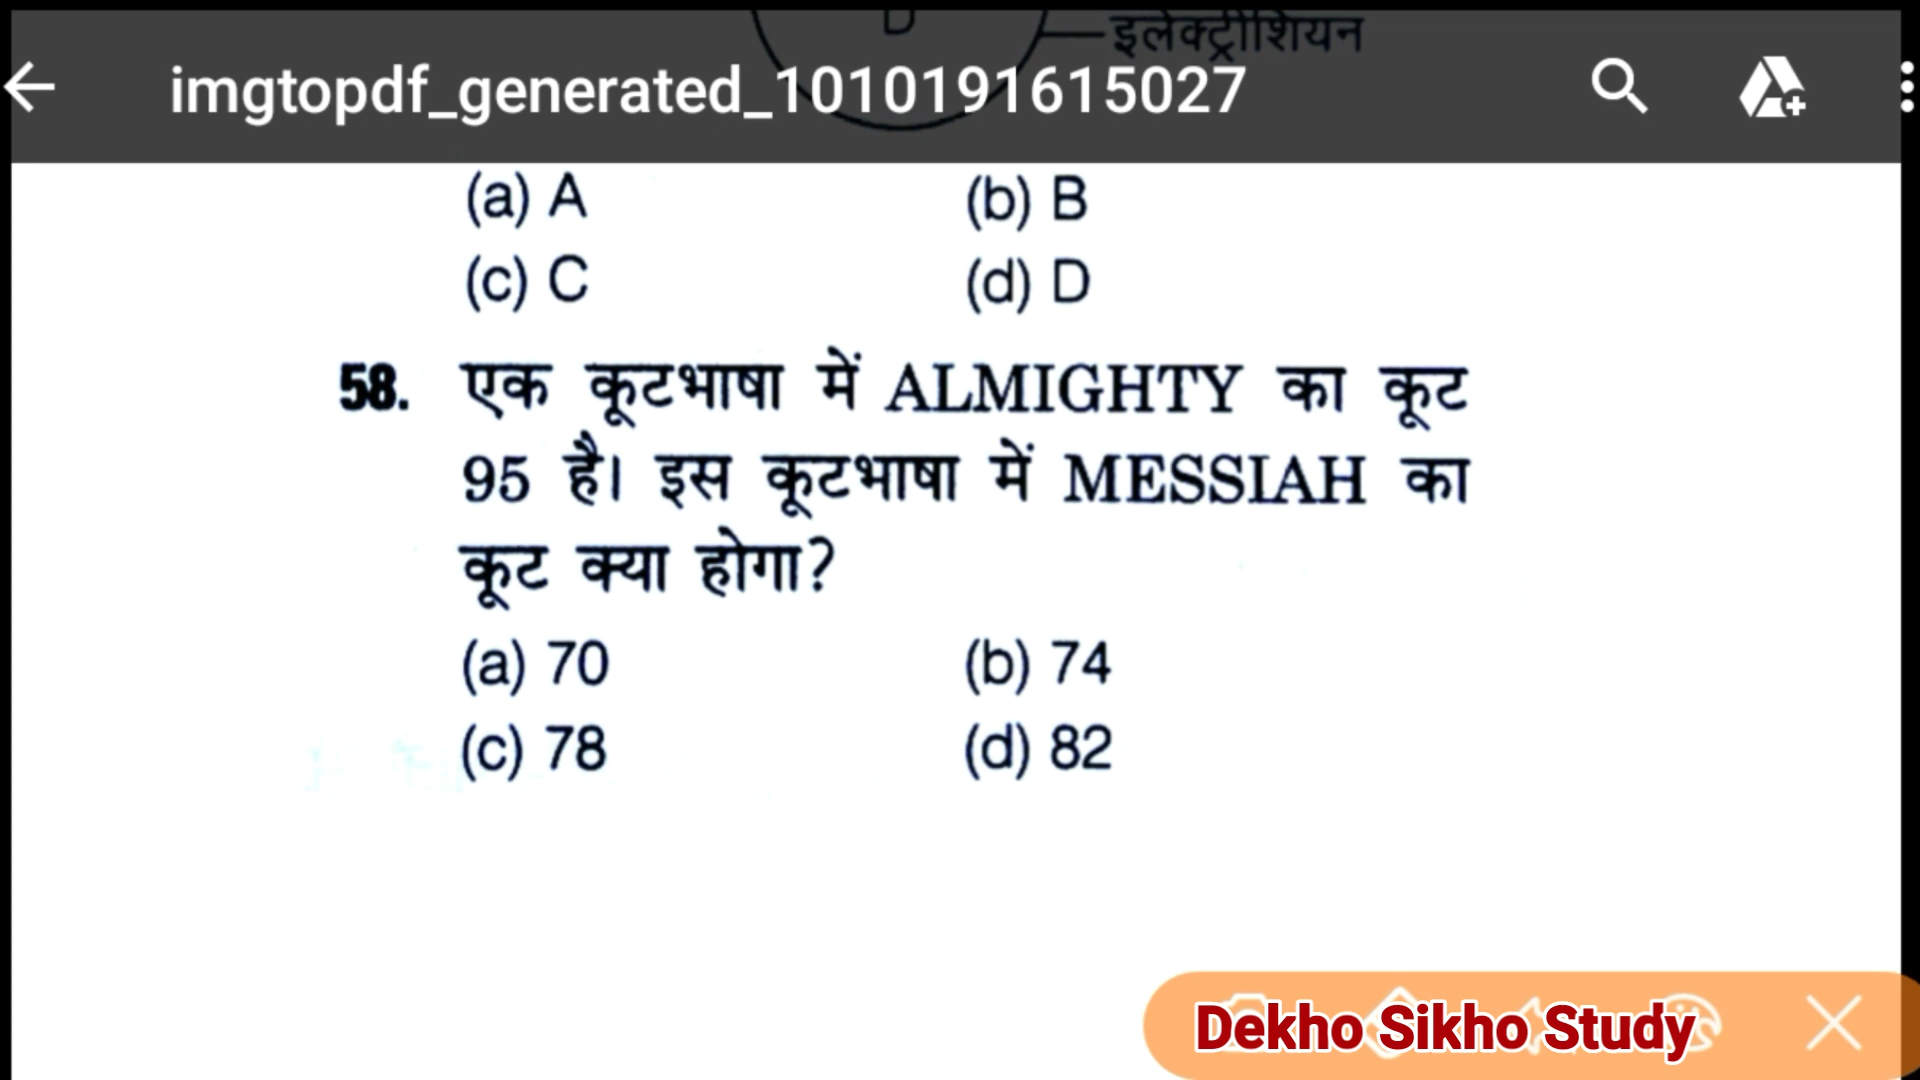 D
इलेक्ट्रीशियन
imgtopdf_generated_1010191615027
(a) A (b) B
(c) C (d) D
58. एक कूटभाषा में ALMIGHTY का कूट
95 है। इस कूटभाषा में MESSIAH का
कूट क्या होगा?
(a) 70 (b) 74
(c) 78 (d) 82
Dekho Sikho Study